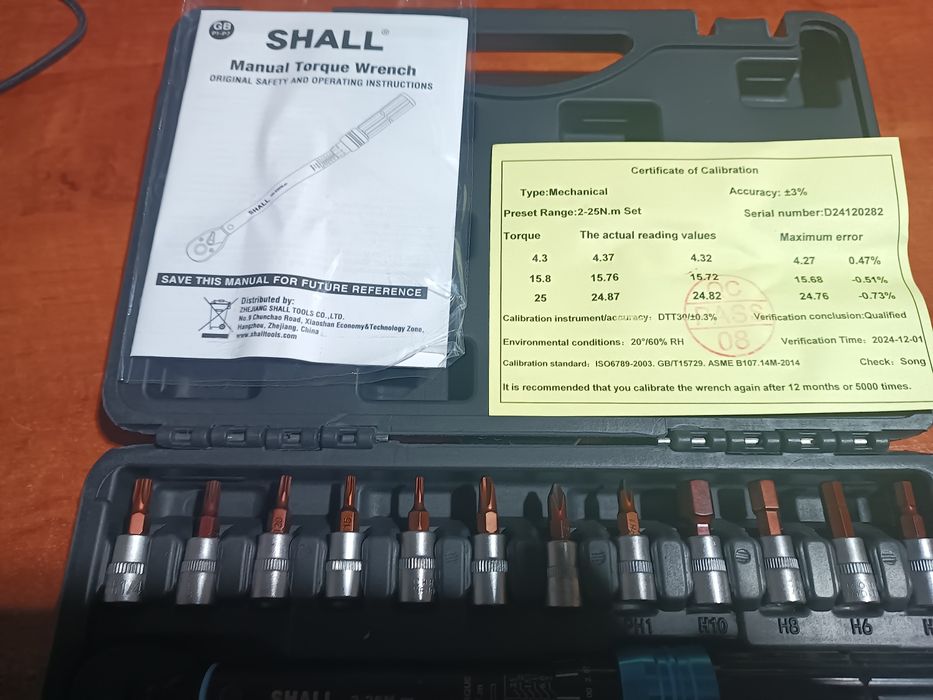 GB
P1-P7
SHALL®
Manual Torque Wrench
ORIGINAL SAFETY AND OPERATING INSTRUCTIONS
SHALL
SAVE THIS MANUAL FOR FUTURE REFERENCE
Distributed by:
ZHEJIANG SHALL TOOLS CO.,LTD.
No.9 Chunchao Road, Xiaoshan Economy&Technology Zone,
Hangzhou, Zhejiang, China
www.shalltools.com
Certificate of Calibration
Type:Mechanical Accuracy: ±3%
Preset Range:2-25N.m Set Serial number:D24120282
Torque The actual reading values Maximum error
4.3 4.37 4.32 4.27 0.47%
15.8 15.76 15.72 15.68 -0.51%
25 24.87 24.82 24.76 -0.73%
QC
08
Calibration instrument/accuracy: DTT30/±0.3% Verification conclusion:Qualified
Environmental conditions: 20°/60% RH Verification Time: 2024-12-01
Calibration standard: ISO6789-2003. GB/T15729. ASME B107.14M-2014 Check: Song
It is recommended that you calibrate the wrench again after 12 months or 5000 times.
PH1 H10 H8 H6
SHALL 2-25N.m